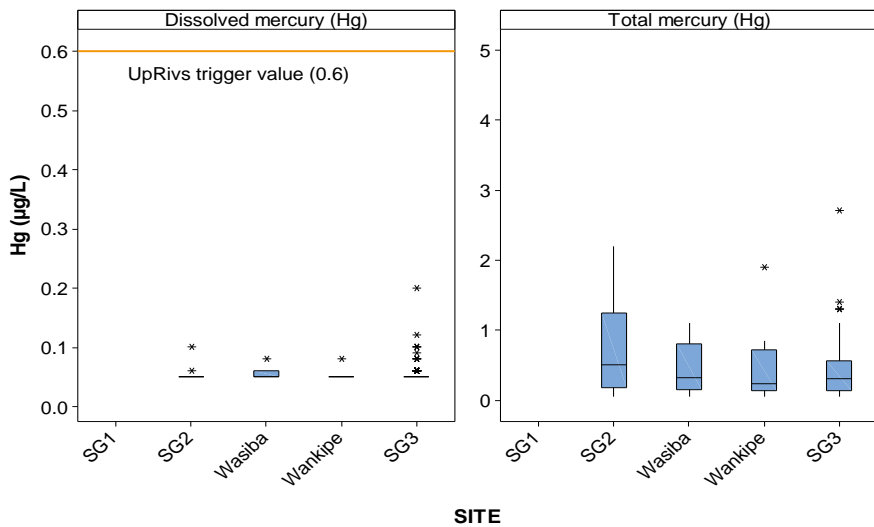 Dissolved mercury (Hg)
Total mercury (Hg)
Hg (µg/L)
0.6
0.5
0.4
0.3
0.2
0.1
0.0
UpRivs trigger value (0.6)
5
4
3
2
1
0
SG1
SG2
Wasiba
Wankipe
SG3
SG1
SG2
Wasiba
Wankipe
SG3
SITE